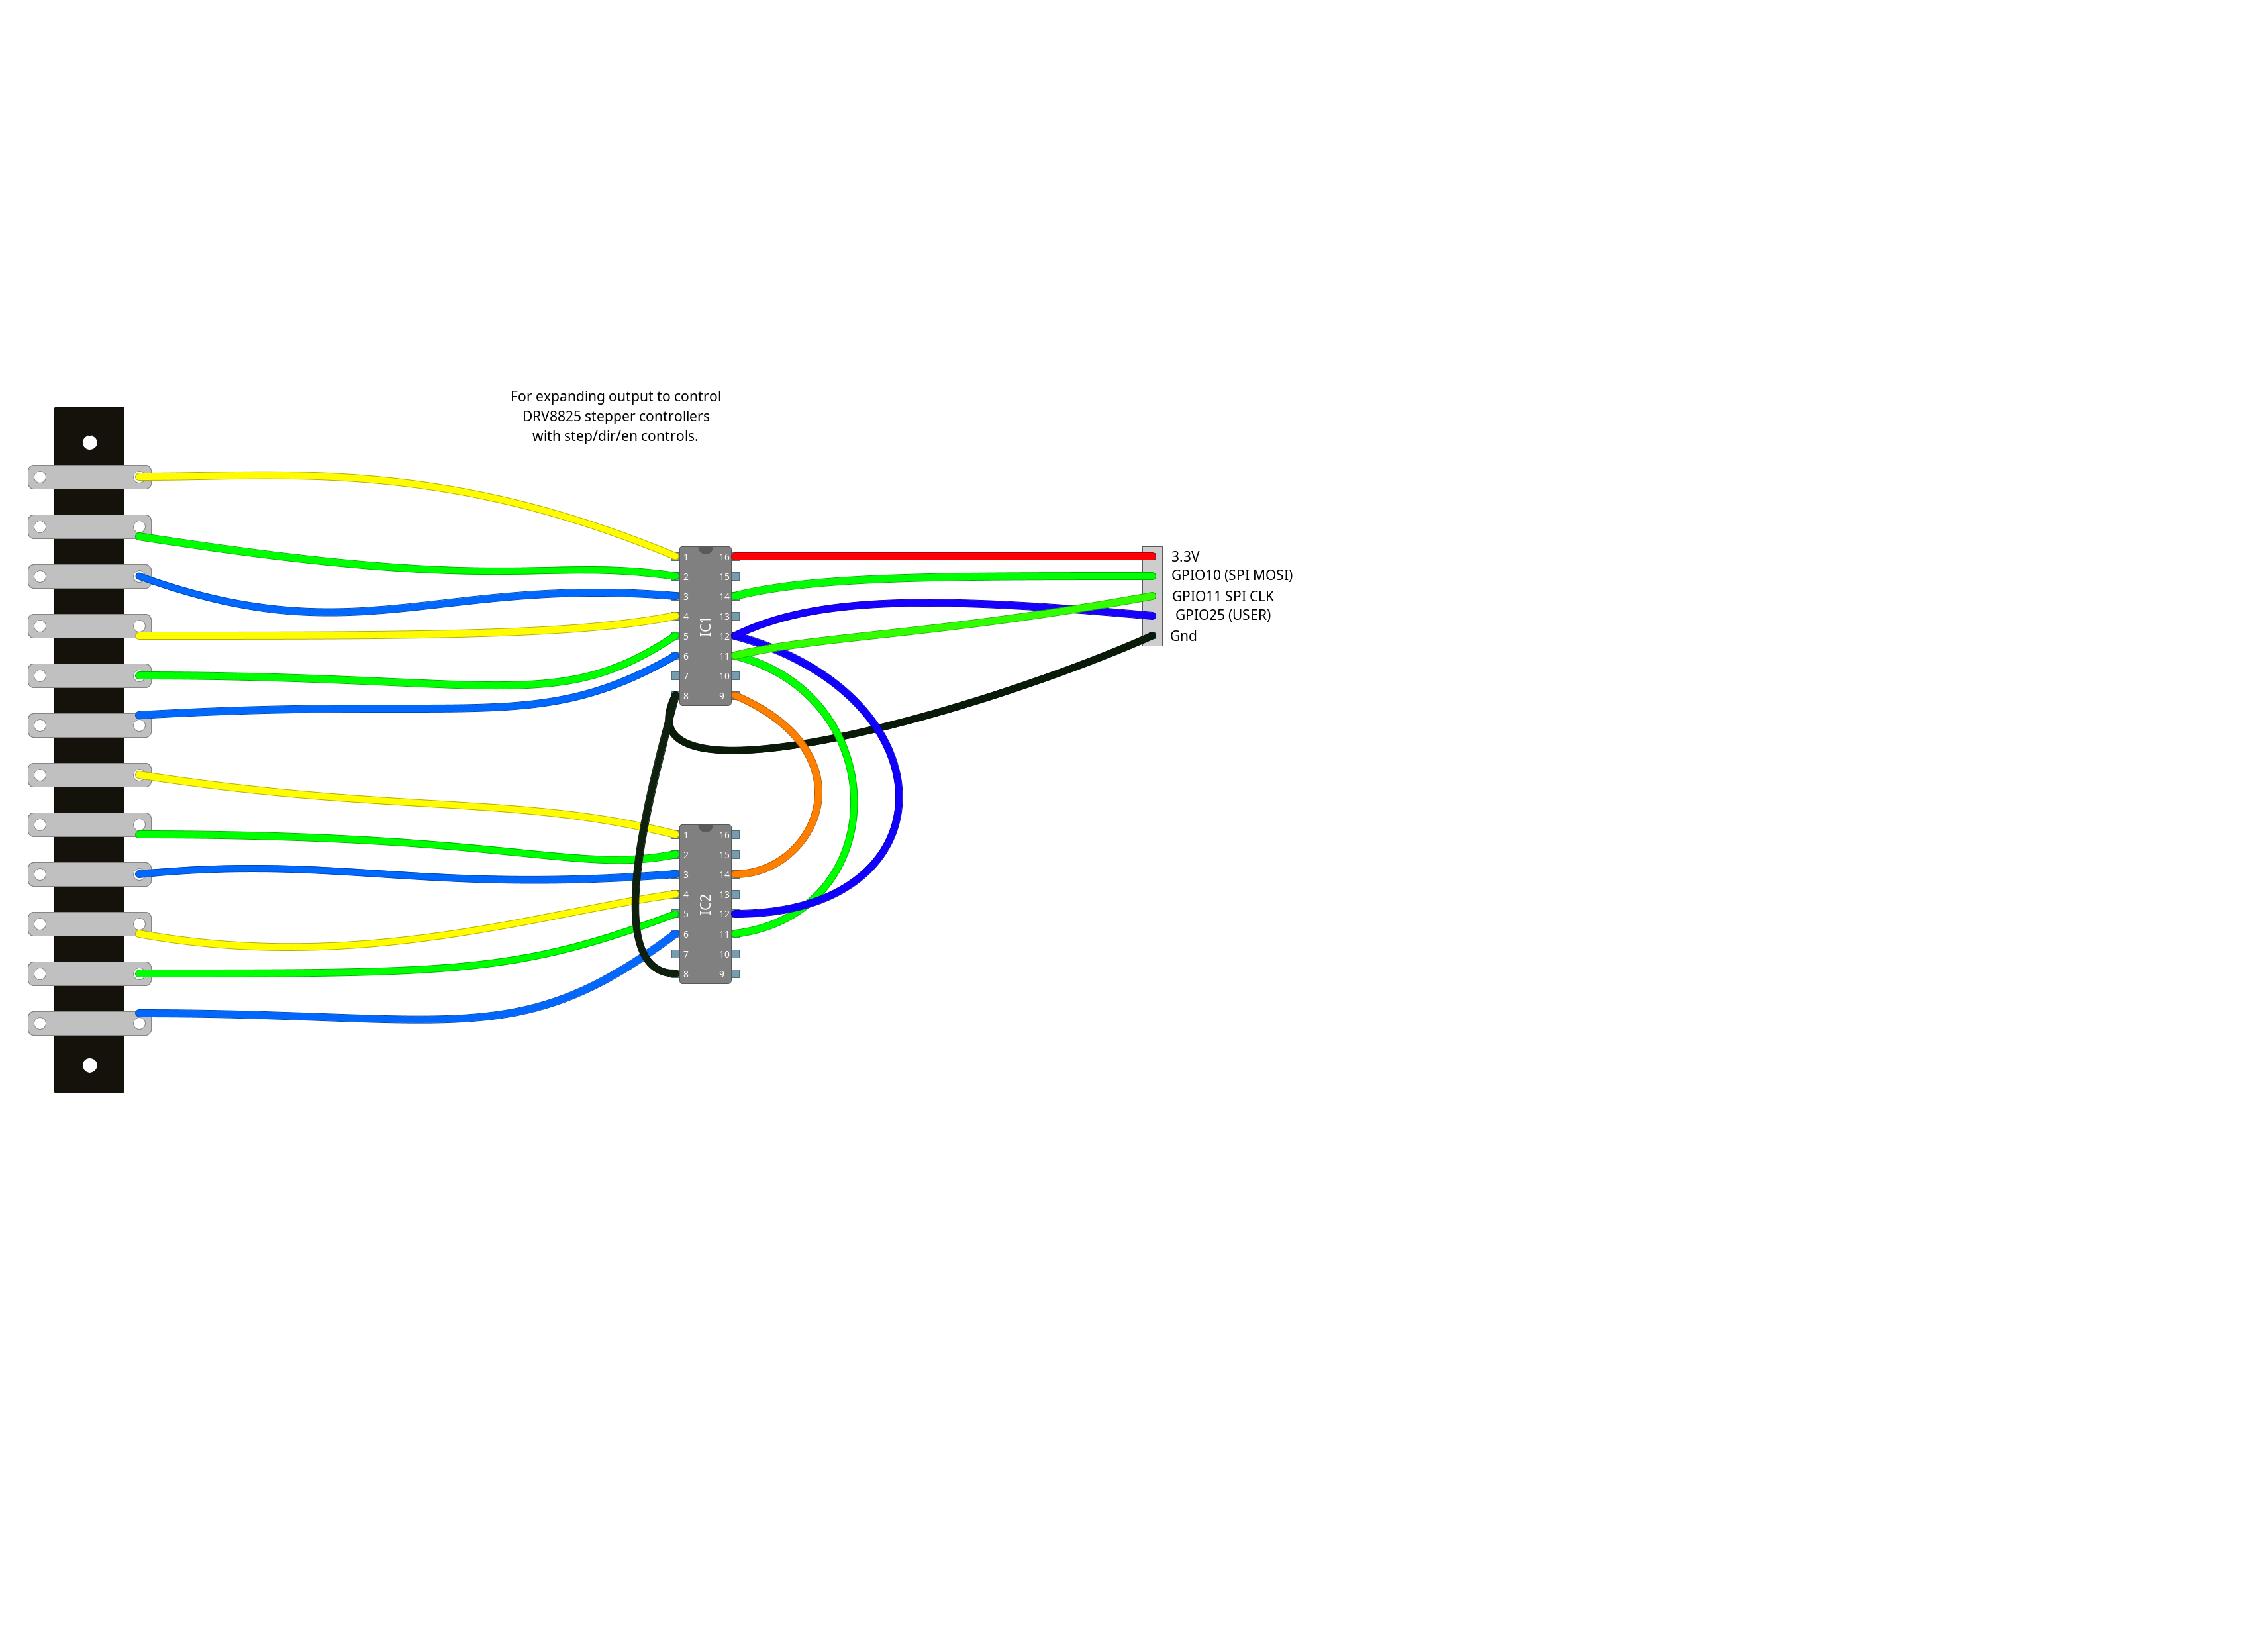 For expanding output to control
DRV8825 stepper controllers
with step/dir/en controls.
1 16
2 15
3 14
4 13
5 12
6 11
7 10
8 9
IC1
3.3V
GPIO10 (SPI MOSI)
GPIO11 SPI CLK
GPIO25 (USER)
Gnd
1 16
2 15
3 14
4 13
5 12
6 11
7 10
8 9
IC2